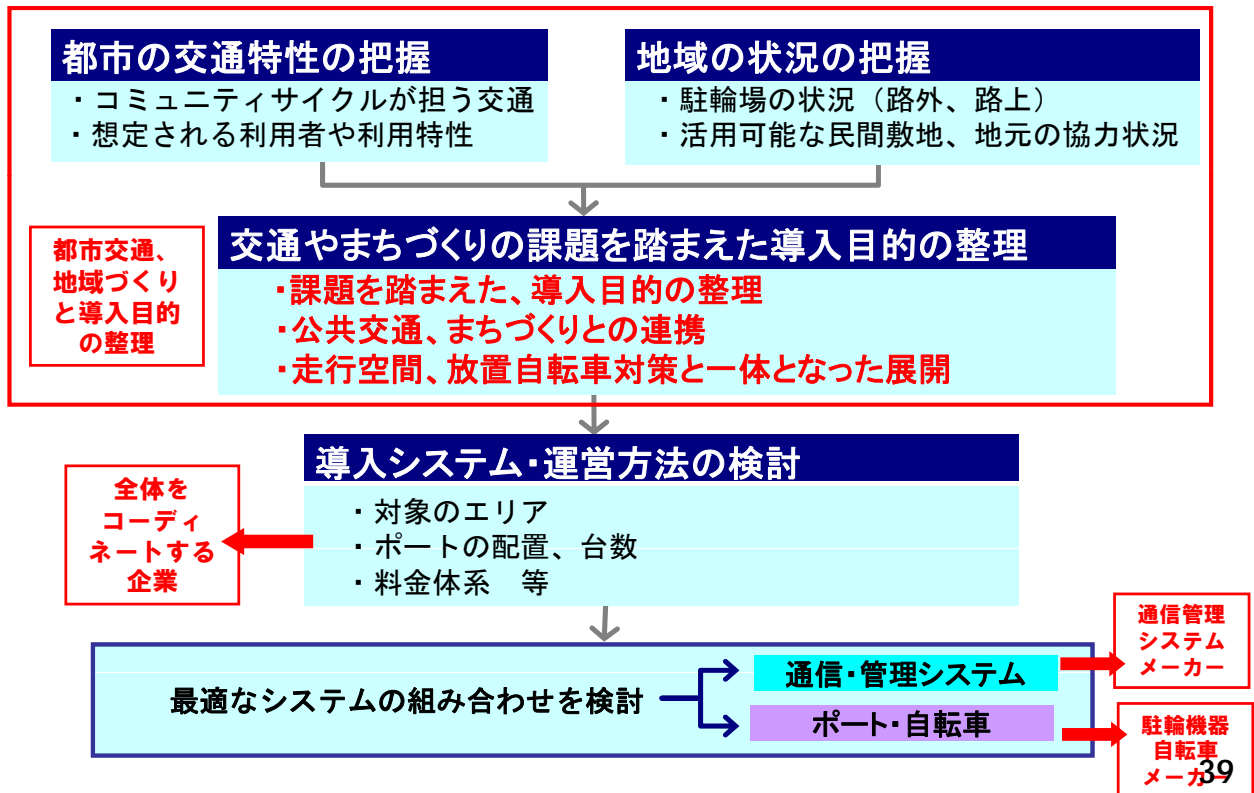 都市の交通特性の把握
・コミュニティサイクルが担う交通
・想定される利用者や利用特性
地域の状況の把握
・駐輪場の状況（路外、路上）
・活用可能な民間敷地、地元の協力状況
都市交通、
地域づくり
と導入目的
の整理
交通やまちづくりの課題を踏まえた導入目的の整理
・課題を踏まえた、導入目的の整理
・公共交通、まちづくりとの連携
・走行空間、放置自転車対策と一体となった展開
導入システム・運営方法の検討
・対象のエリア
・ポートの配置、台数
・料金体系　等
全体を
コーディ
ネートする
企業
最適なシステムの組み合わせを検討
通信・管理システム
ポート・自転車
通信管理
システム
メーカー
駐輪機器
自転車
メーカー
39